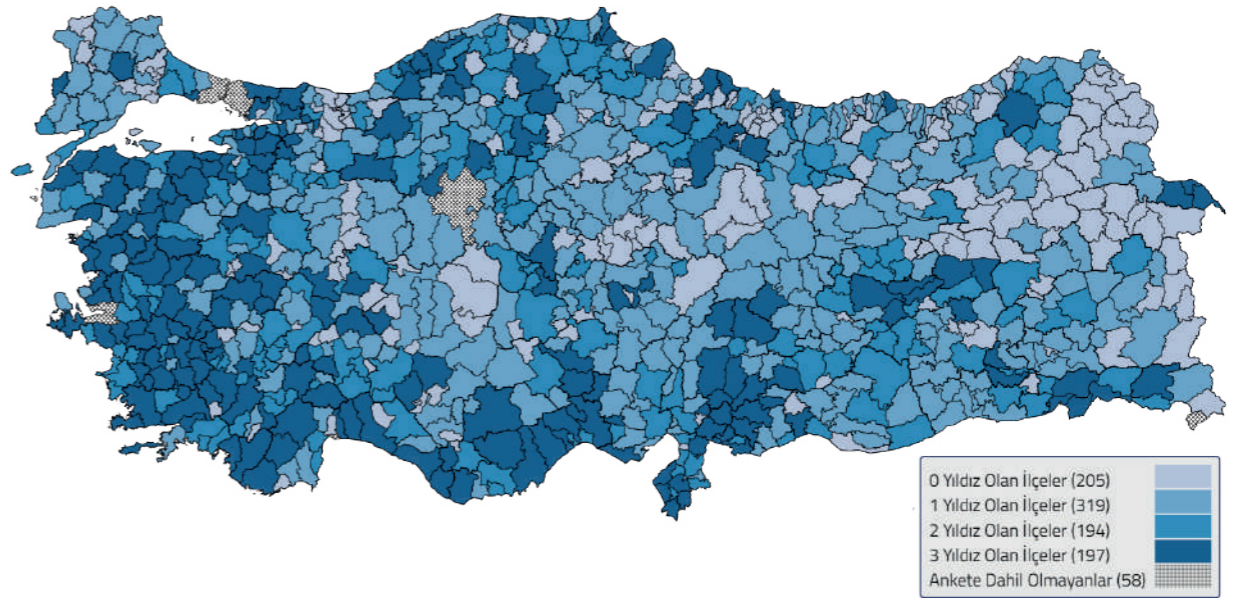 0 Yıldız Olan İlçeler (205)
1 Yıldız Olan İlçeler (319)
2 Yıldız Olan İlçeler (194)
3 Yıldız Olan İlçeler (197)
Ankete Dahil Olmayanlar (58)